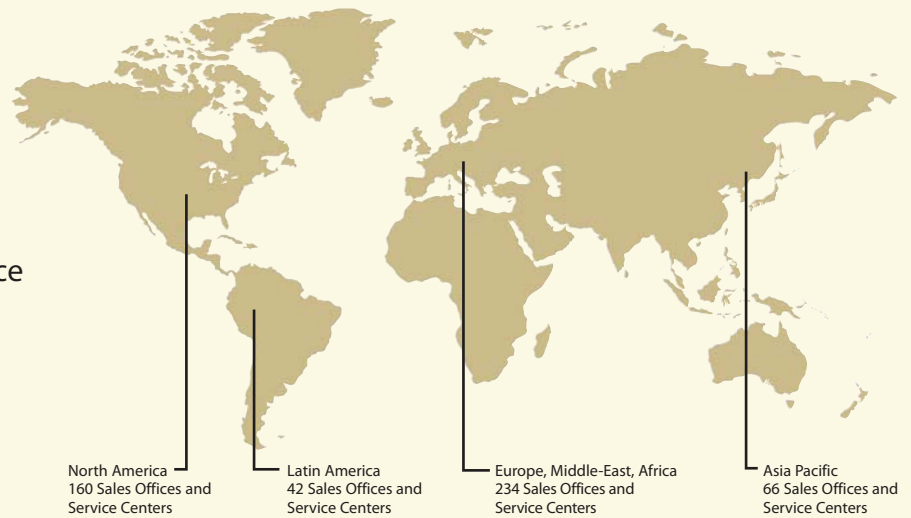 North America
160 Sales Offices and
Service Centers
Latin America
42 Sales Offices and
Service Centers
Europe, Middle-East, Africa
234 Sales Offices and
Service Centers
Asia Pacific
66 Sales Offices and
Service Centers